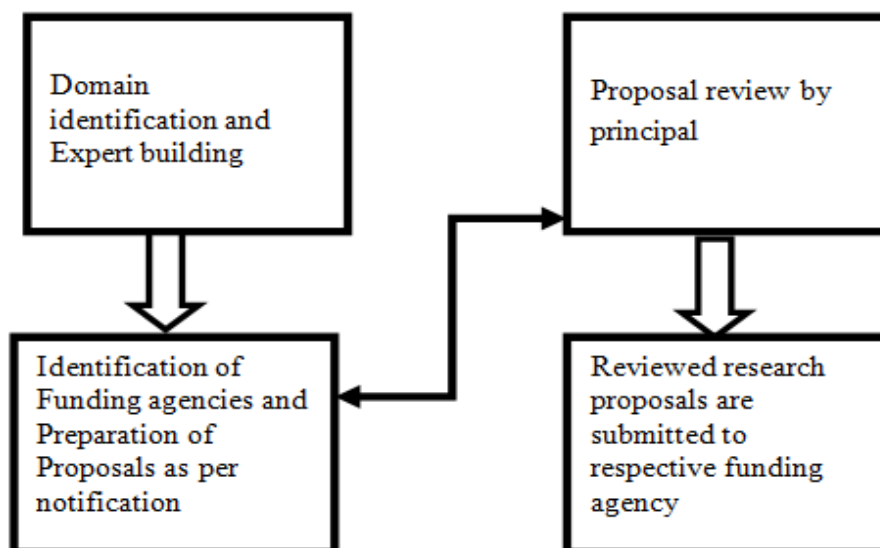 Domain
identification and
Expert building
Identification of
Funding agencies and
Preparation of
Proposals as per
notification
Proposal review by
principal
Reviewed research
proposals are
submitted to
respective funding
agency